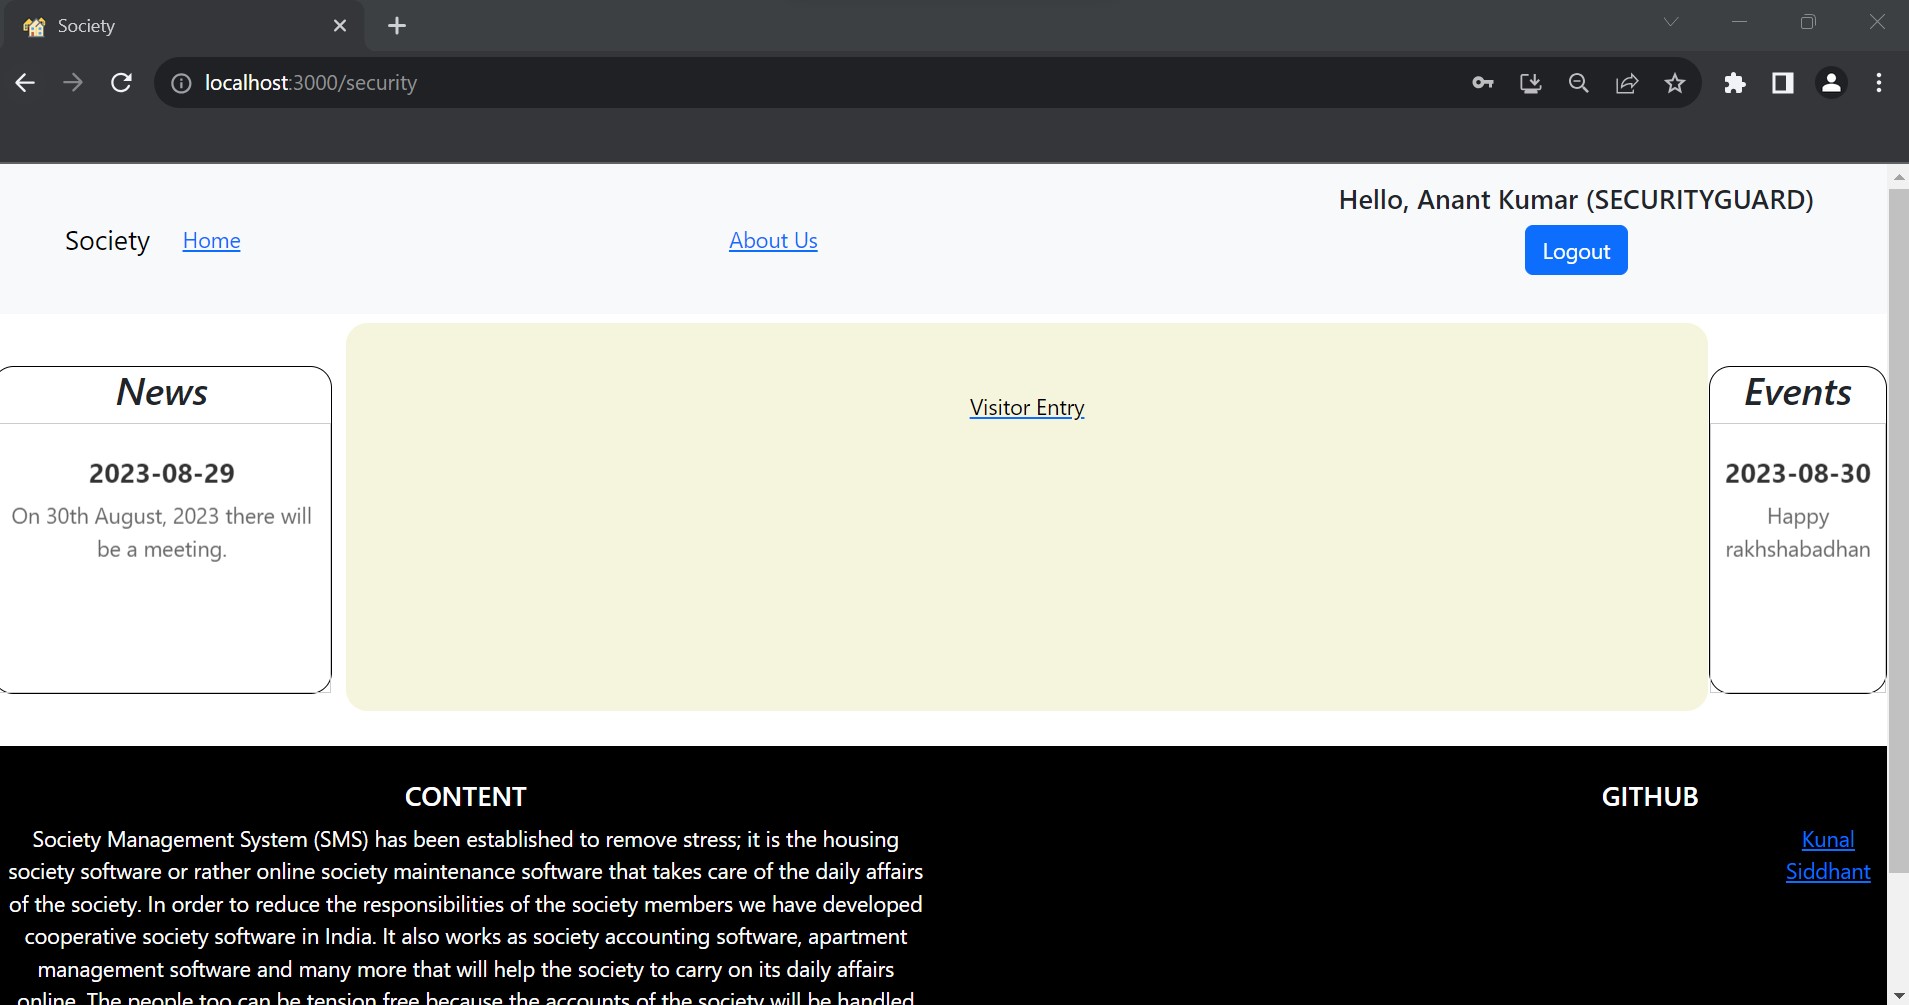 Society
localhost:3000/security
Hello, Anant Kumar (SECURITYGUARD)
Society Home About Us Logout
News
2023-08-29
On 30th August, 2023 there will
be a meeting.
Visitor Entry
Events
2023-08-30
Happy
rakhshabadhan
CONTENT
Society Management System (SMS) has been established to remove stress; it is the housing
society software or rather online society maintenance software that takes care of the daily affairs
of the society. In order to reduce the responsibilities of the society members we have developed
cooperative society software in India. It also works as society accounting software, apartment
management software and many more that will help the society to carry on its daily affairs
online. The people too can be tension free because the accounts of the society will be handled
GITHUB
Kunal
Siddhant